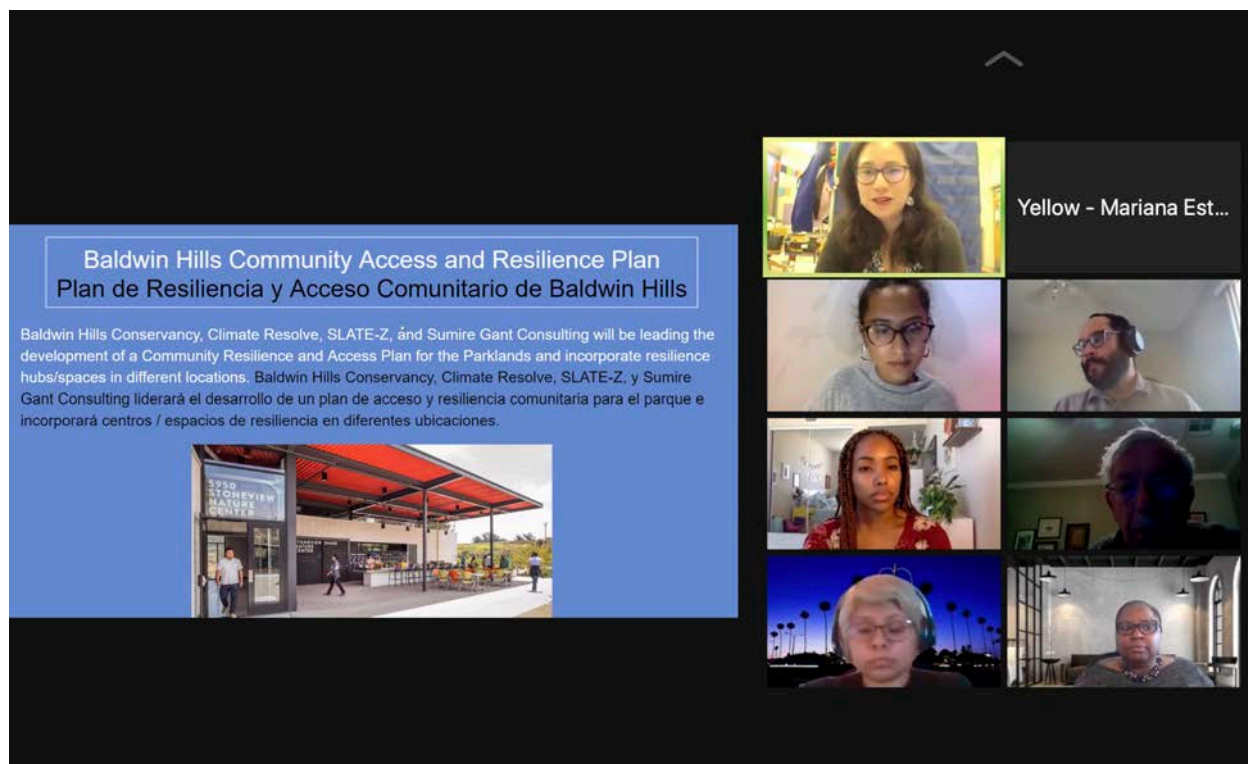 Baldwin Hills Community Access and Resilience Plan
Plan de Resiliencia y Acceso Comunitario de Baldwin Hills
Baldwin Hills Conservancy, Climate Resolve, SLATE-Z, and Sumire Gant Consulting will be leading the
development of a Community Resilience and Access Plan for the Parklands and incorporate resilience
hubs/spaces in different locations. Baldwin Hills Conservancy, Climate Resolve, SLATE-Z, y Sumire
Gant Consulting liderará el desarrollo de un plan de acceso y resiliencia comunitaria para el parque e
incorporará centros / espacios de resiliencia en diferentes ubicaciones.
5950
STONEVIEW
NATURE
CENTER
STONEVIEW
NATURE
CENTER
Yellow - Mariana Est...